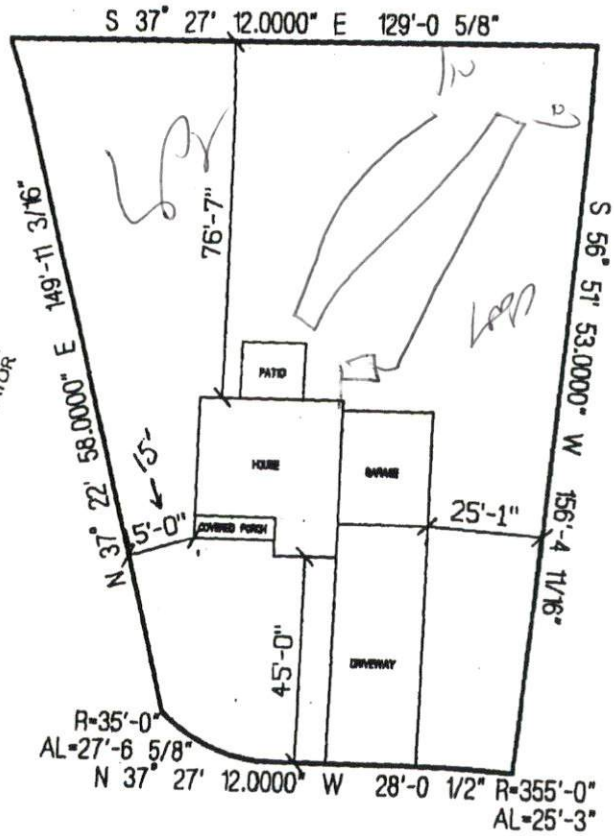 S 37° 27' 12.0000" E 129'-0 5/8"
76'-7"
N 37° 22' 58.0000" E 149'-11 3/16"
S 56° 51' 53.0000" W 156'-4 11/16"
PATIO
HOUSE
GARAGE
15'-
5'-0"
COVERED PORCH
25'-1"
45'-0"
DRIVEWAY
R=35'-0"
AL=27'-6 5/8"
N 37° 27' 12.0000" W 28'-0 1/2"
R=355'-0"
AL=25'-3"